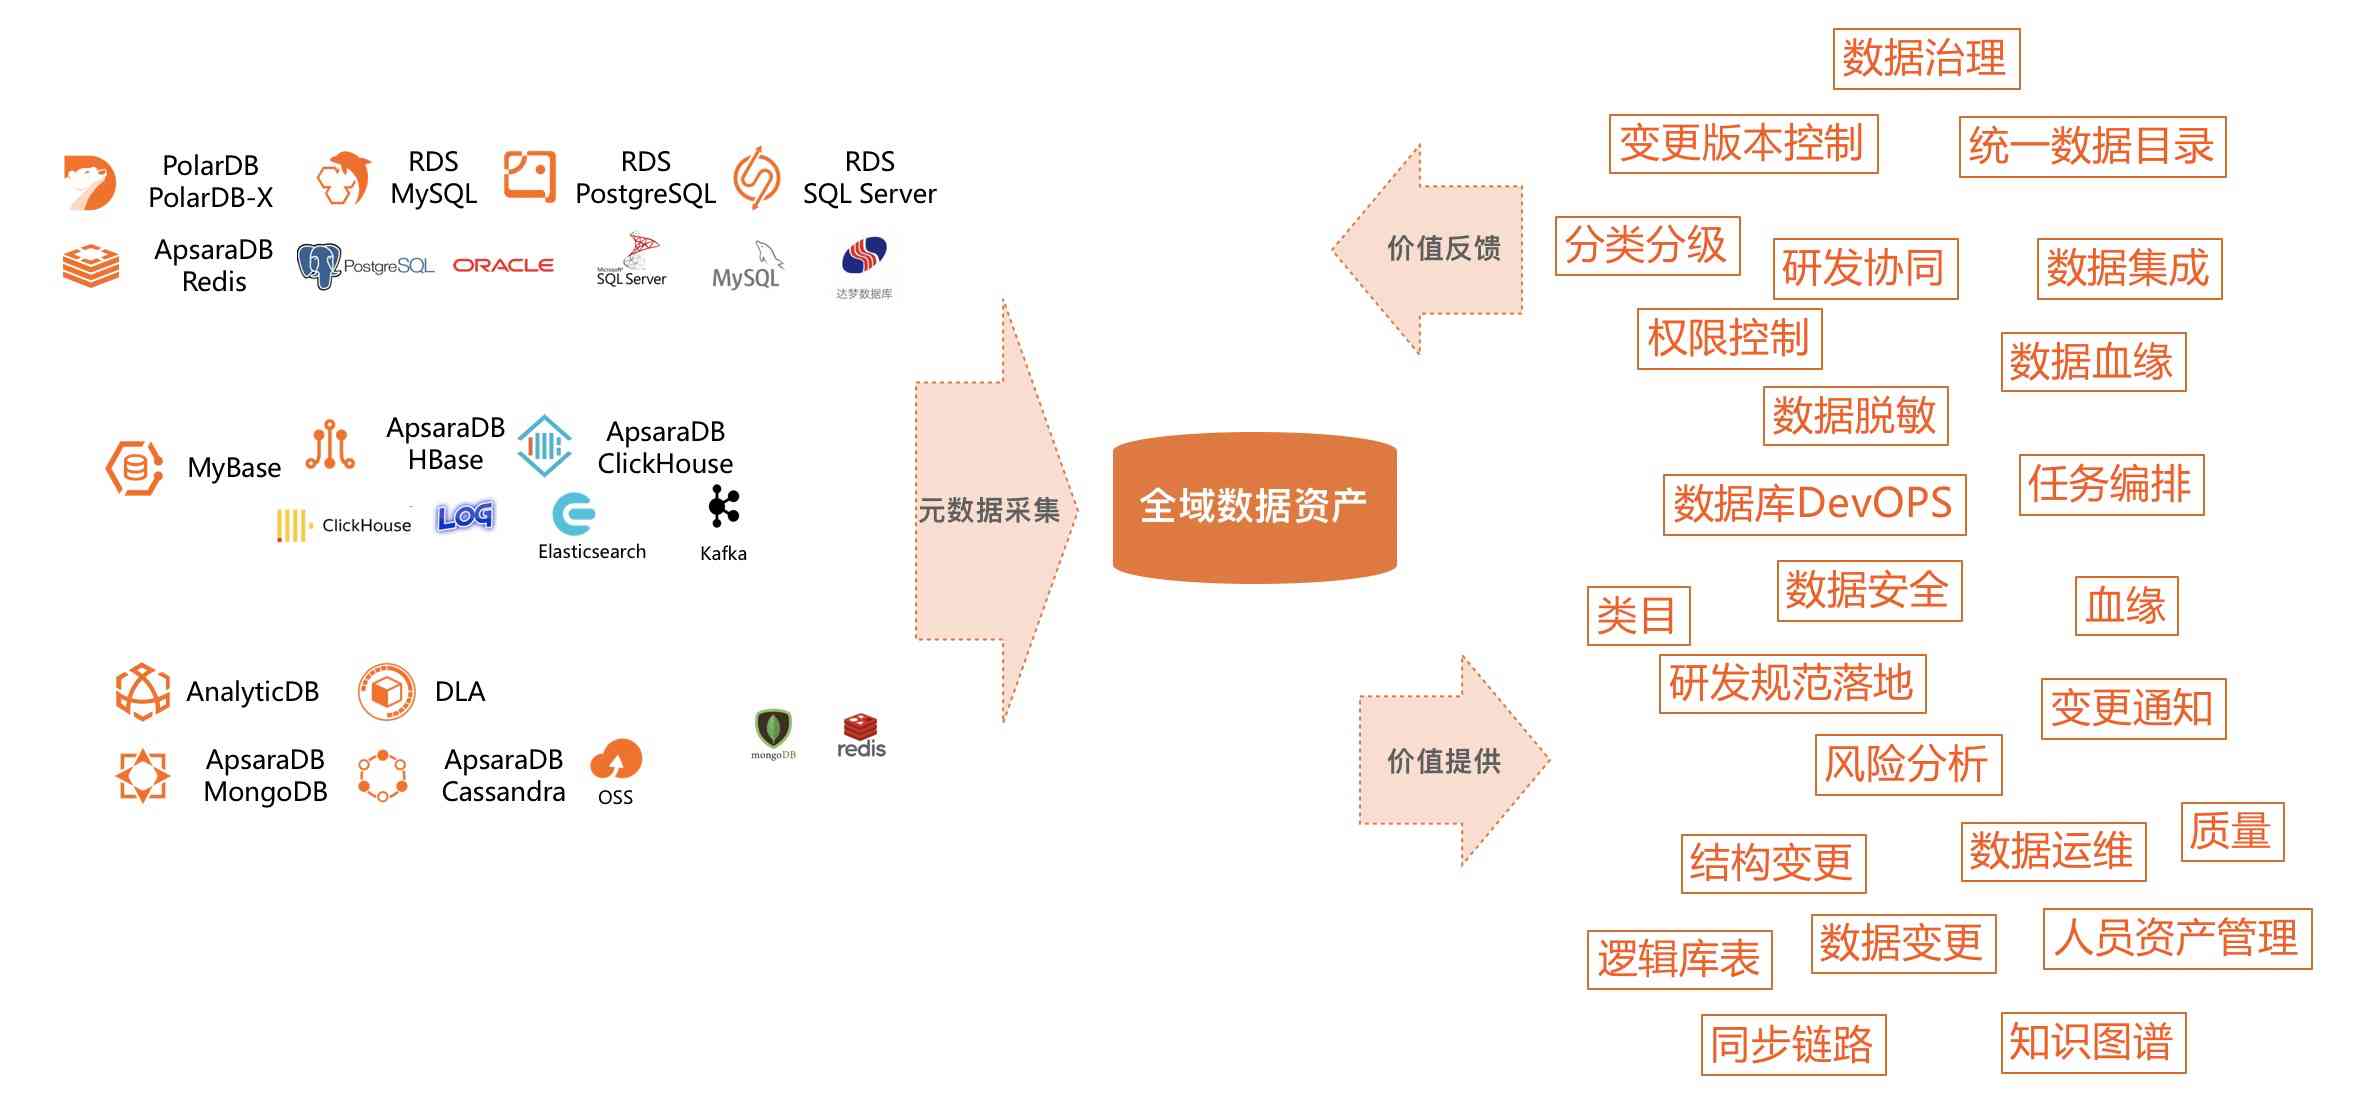 PolarDB
PolarDB-X
RDS
MySQL
RDS
PostgreSQL
RDS
SQL Server
ApsaraDB
Redis
PostgreSQL
ORACLE
Microsoft
SQL Server
MySQL
达梦数据库
MyBase
ApsaraDB
HBase
ApsaraDB
ClickHouse
ClickHouse
LOG
Elasticsearch
Kafka
AnalyticDB
DLA
ApsaraDB
MongoDB
ApsaraDB
Cassandra
OSS
mongoDB
redis
元数据采集
全域数据资产
价值反馈
价值提供
数据治理
变更版本控制
统一数据目录
分类分级
研发协同
数据集成
权限控制
数据血缘
数据脱敏
任务编排
数据库DevOPS
数据安全
血缘
类目
研发规范落地
变更通知
风险分析
质量
结构变更
数据运维
逻辑库表
数据变更
人员资产管理
同步链路
知识图谱